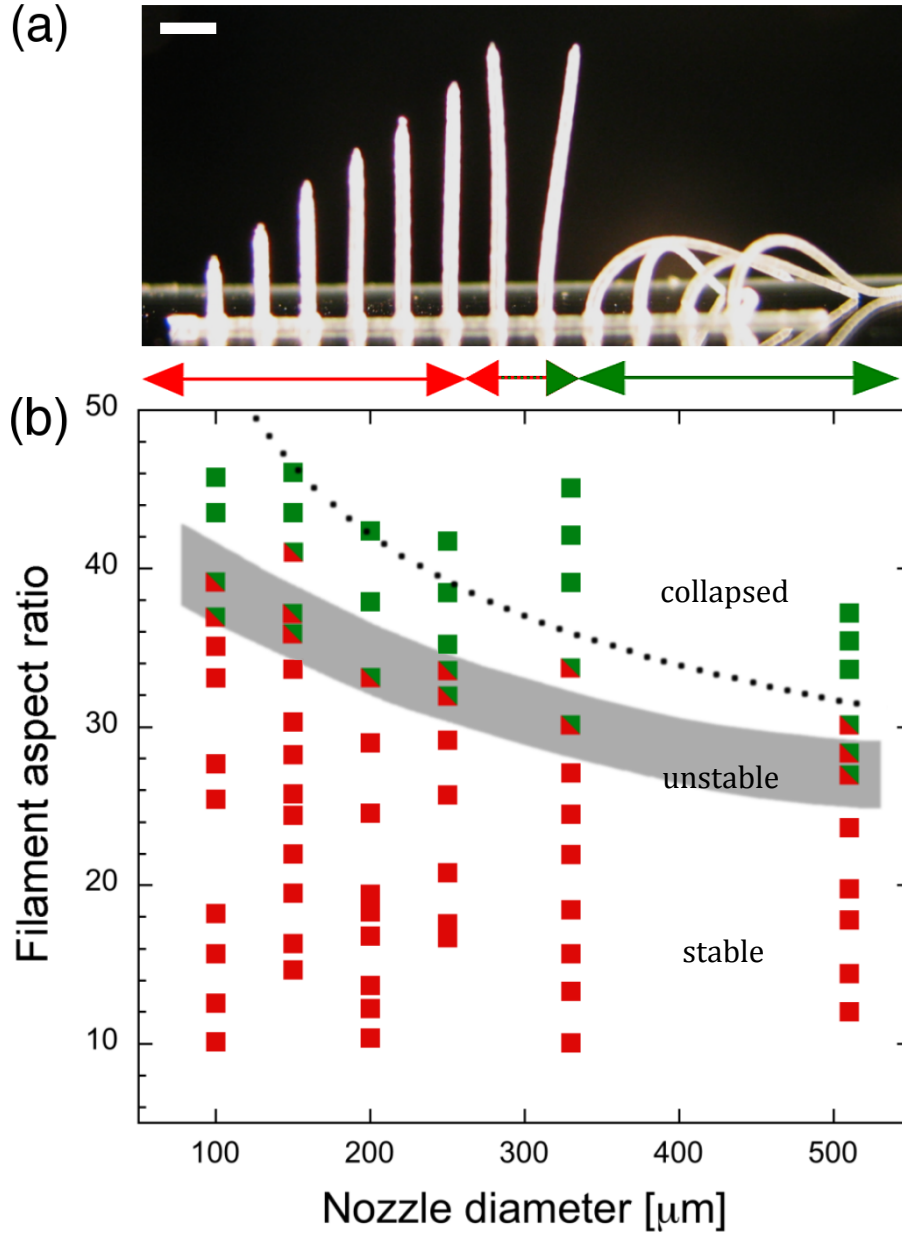 (a)
(b)
50
40
30
20
10
Filament aspect ratio
collapsed
unstable
stable
100 200 300 400 500
Nozzle diameter [μm]